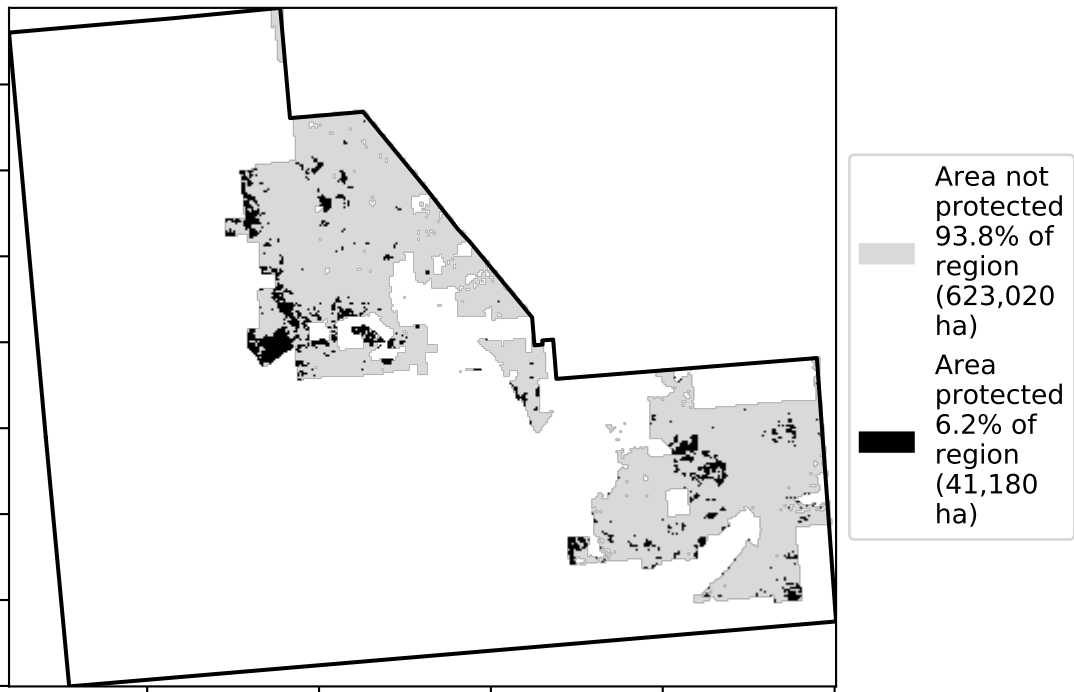 Area not
protected
93.8% of
region
(623,020
ha)
Area
protected
6.2% of
region
(41,180
ha)